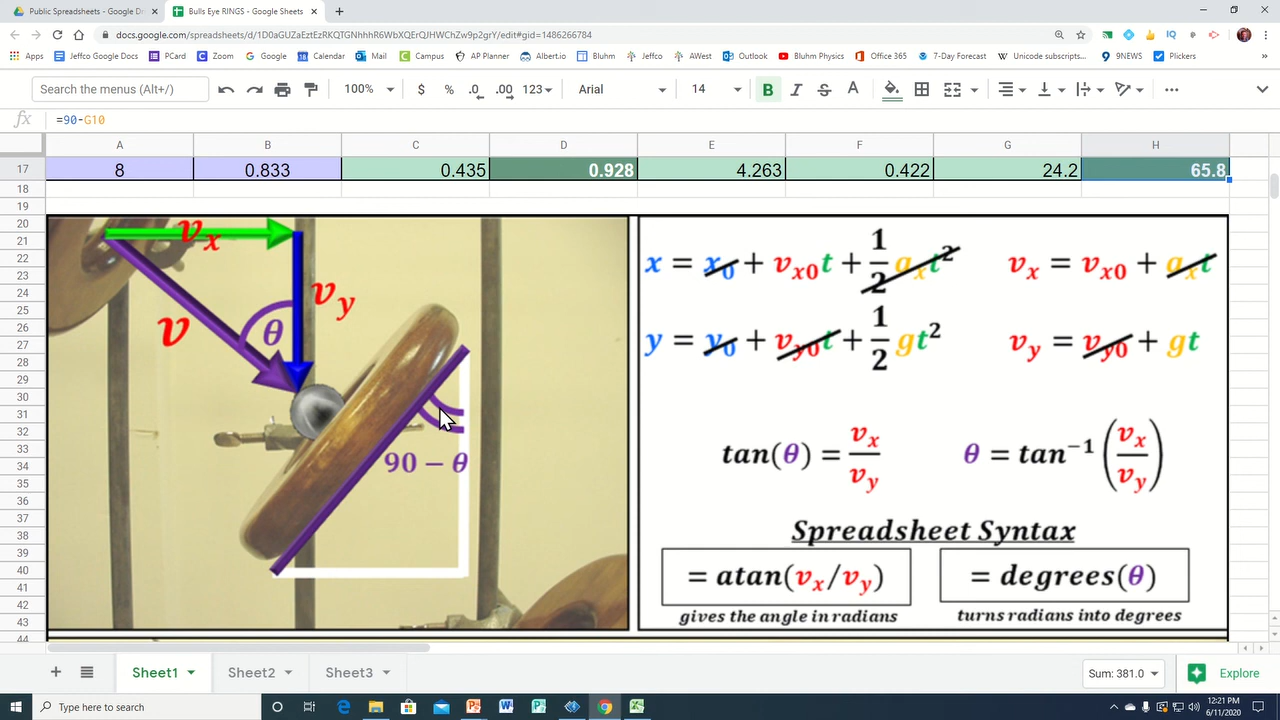 Public Spreadsheets - Google Dr
Bulls Eye RINGS - Google Sheets
docs.google.com/spreadsheets/d/1D0aGUZaEztEzRKQTGNhhhR6WbXQErQJHWChZw9p2grY/edit#gid=1486266784
Apps Jeffco Google Docs PCard Zoom Google Calendar Mail Campus AP Planner Albert.io Bluhm Jeffco AWest Outlook Bluhm Physics Office 365 7-Day Forecast Unicode subscripts... 9NEWS Plickers
Search the menus (Alt+/) 100% $ % .0 .00 123 Arial 14 B I S A ...
fx =90-G10
A B C D E F G H
17 8 0.833 0.435 0.928 4.263 0.422 24.2 65.8
18
19
20
21
22
23
24
25
26
27
28
29
30
31
32
33
34
35
36
37
38
39
40
41
42
43
44
vx
vy
v
θ
90 − θ
x = x0 + vx0t + 1/2 axt² vx = vx0 + axt
y = y0 + vy0t + 1/2 gt² vy = vy0 + gt
tan(θ) = vx/vy θ = tan⁻¹(vx/vy)
Spreadsheet Syntax
= atan(vx/vy) = degrees(θ)
gives the angle in radians turns radians into degrees
+ Sheet1 Sheet2 Sheet3 Sum: 381.0 Explore
Type here to search
12:21 PM
6/11/2020